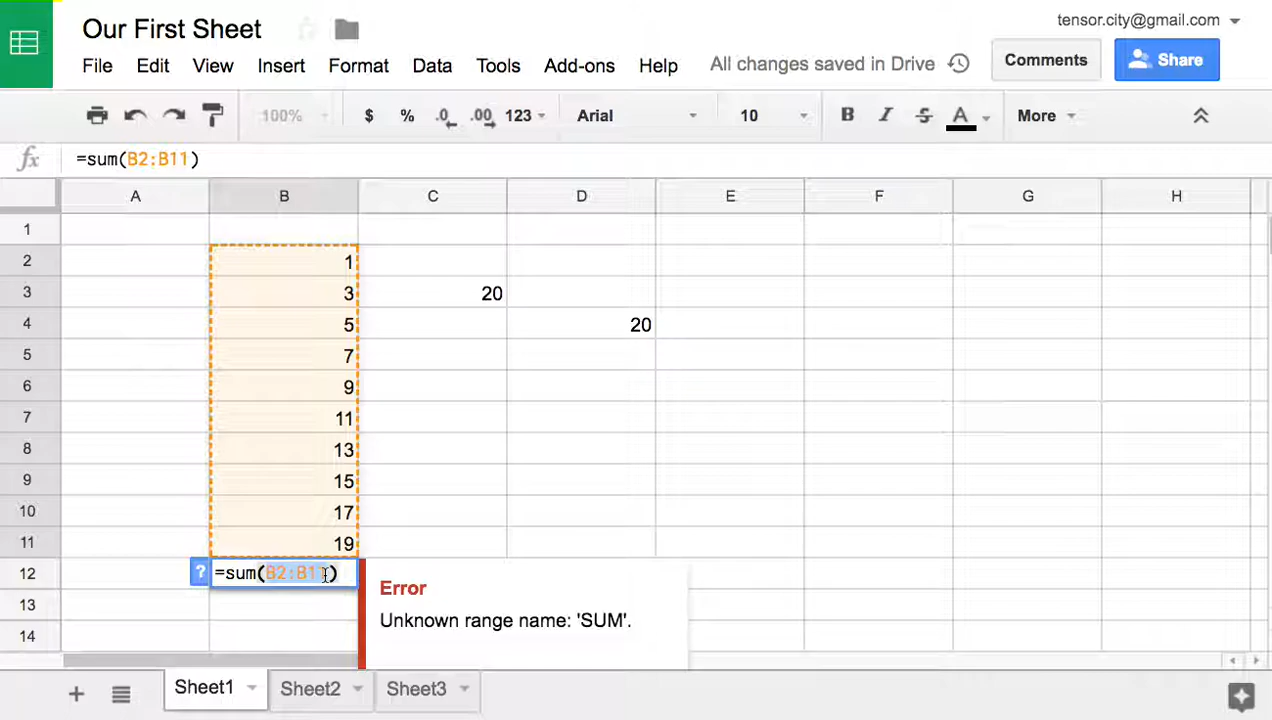 Our First Sheet
tensor.city@gmail.com
File Edit View Insert Format Data Tools Add-ons Help All changes saved in Drive Comments Share
100% $ % .0 .00 123 Arial 10 B I S A More
fx =sum(B2:B11)
A B C D E F G H
1
2 1
3 3 20
4 5 20
5 7
6 9
7 11
8 13
9 15
10 17
11 19
12 ? =sum(B2:B11)
Error
13 Unknown range name: 'SUM'.
14
+ Sheet1 Sheet2 Sheet3